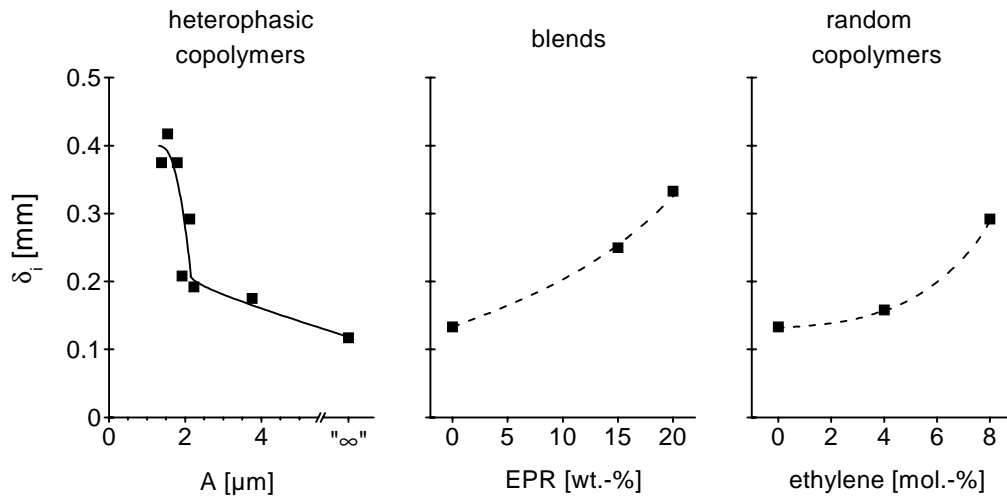 heterophasic
copolymers
blends
random
copolymers
δi [mm]
0.5
0.4
0.3
0.2
0.1
0
0 2 4 "∞"
0 5 10 15 20
0 4 6 8
A [µm]
EPR [wt.-%]
ethylene [mol.-%]